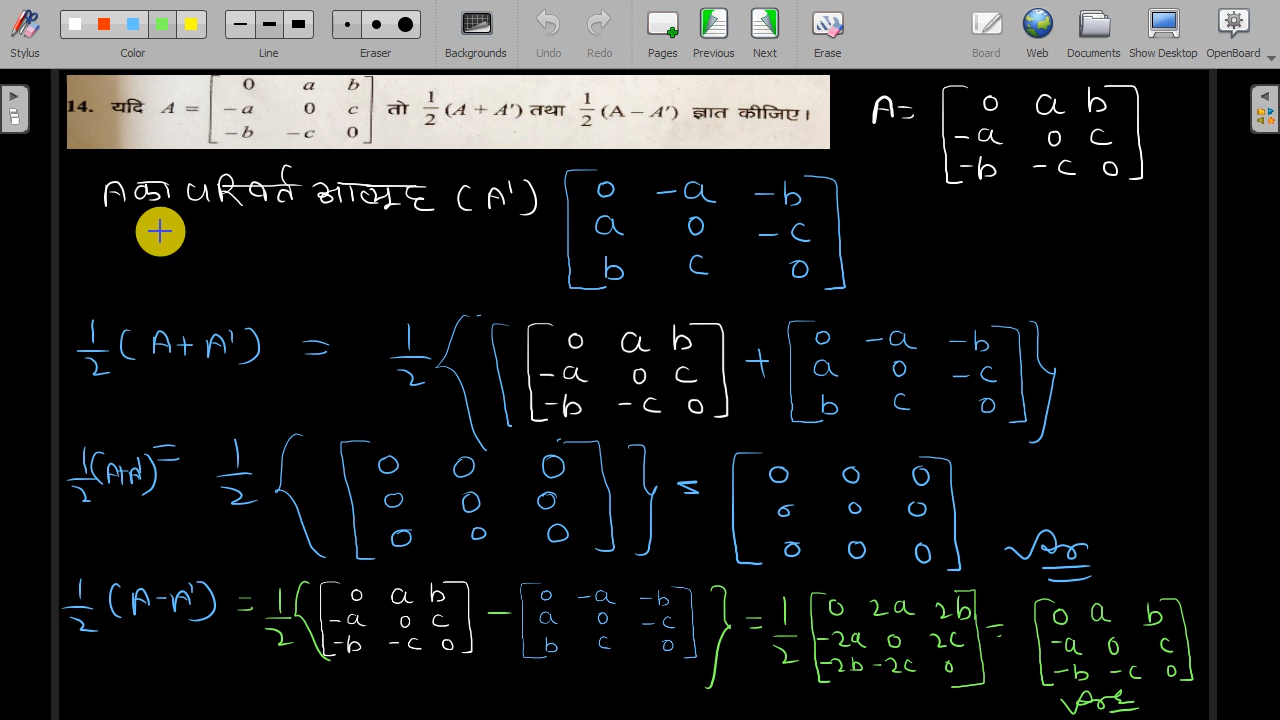 Stylus Color Line Eraser Backgrounds Undo Redo Pages Previous Next Erase Board Web Documents Show Desktop OpenBoard
14. यदि A = [ 0 a b ; -a 0 c ; -b -c 0 ] तो 1/2 (A + A') तथा 1/2 (A – A') ज्ञात कीजिए।
A = [ 0 a b ; -a 0 c ; -b -c 0 ]
A का परिवर्त (A') [ 0 -a -b ; a 0 -c ; b c 0 ]
1/2 (A + A') = 1/2 { [ [ 0 a b ; -a 0 c ; -b -c 0 ] + [ 0 -a -b ; a 0 -c ; b c 0 ] }
1/2 (A+A') = 1/2 { [ 0 0 0 ; 0 0 0 ; 0 0 0 ] } = [ 0 0 0 ; 0 0 0 ; 0 0 0 ]
1/2 (A - A') = 1/2 { [ 0 a b ; -a 0 c ; -b -c 0 ] - [ 0 -a -b ; a 0 -c ; b c 0 ] } = 1/2 [ 0 2a 2b ; -2a 0 2c ; -2b -2c 0 ] = [ 0 a b ; -a 0 c ; -b -c 0 ]